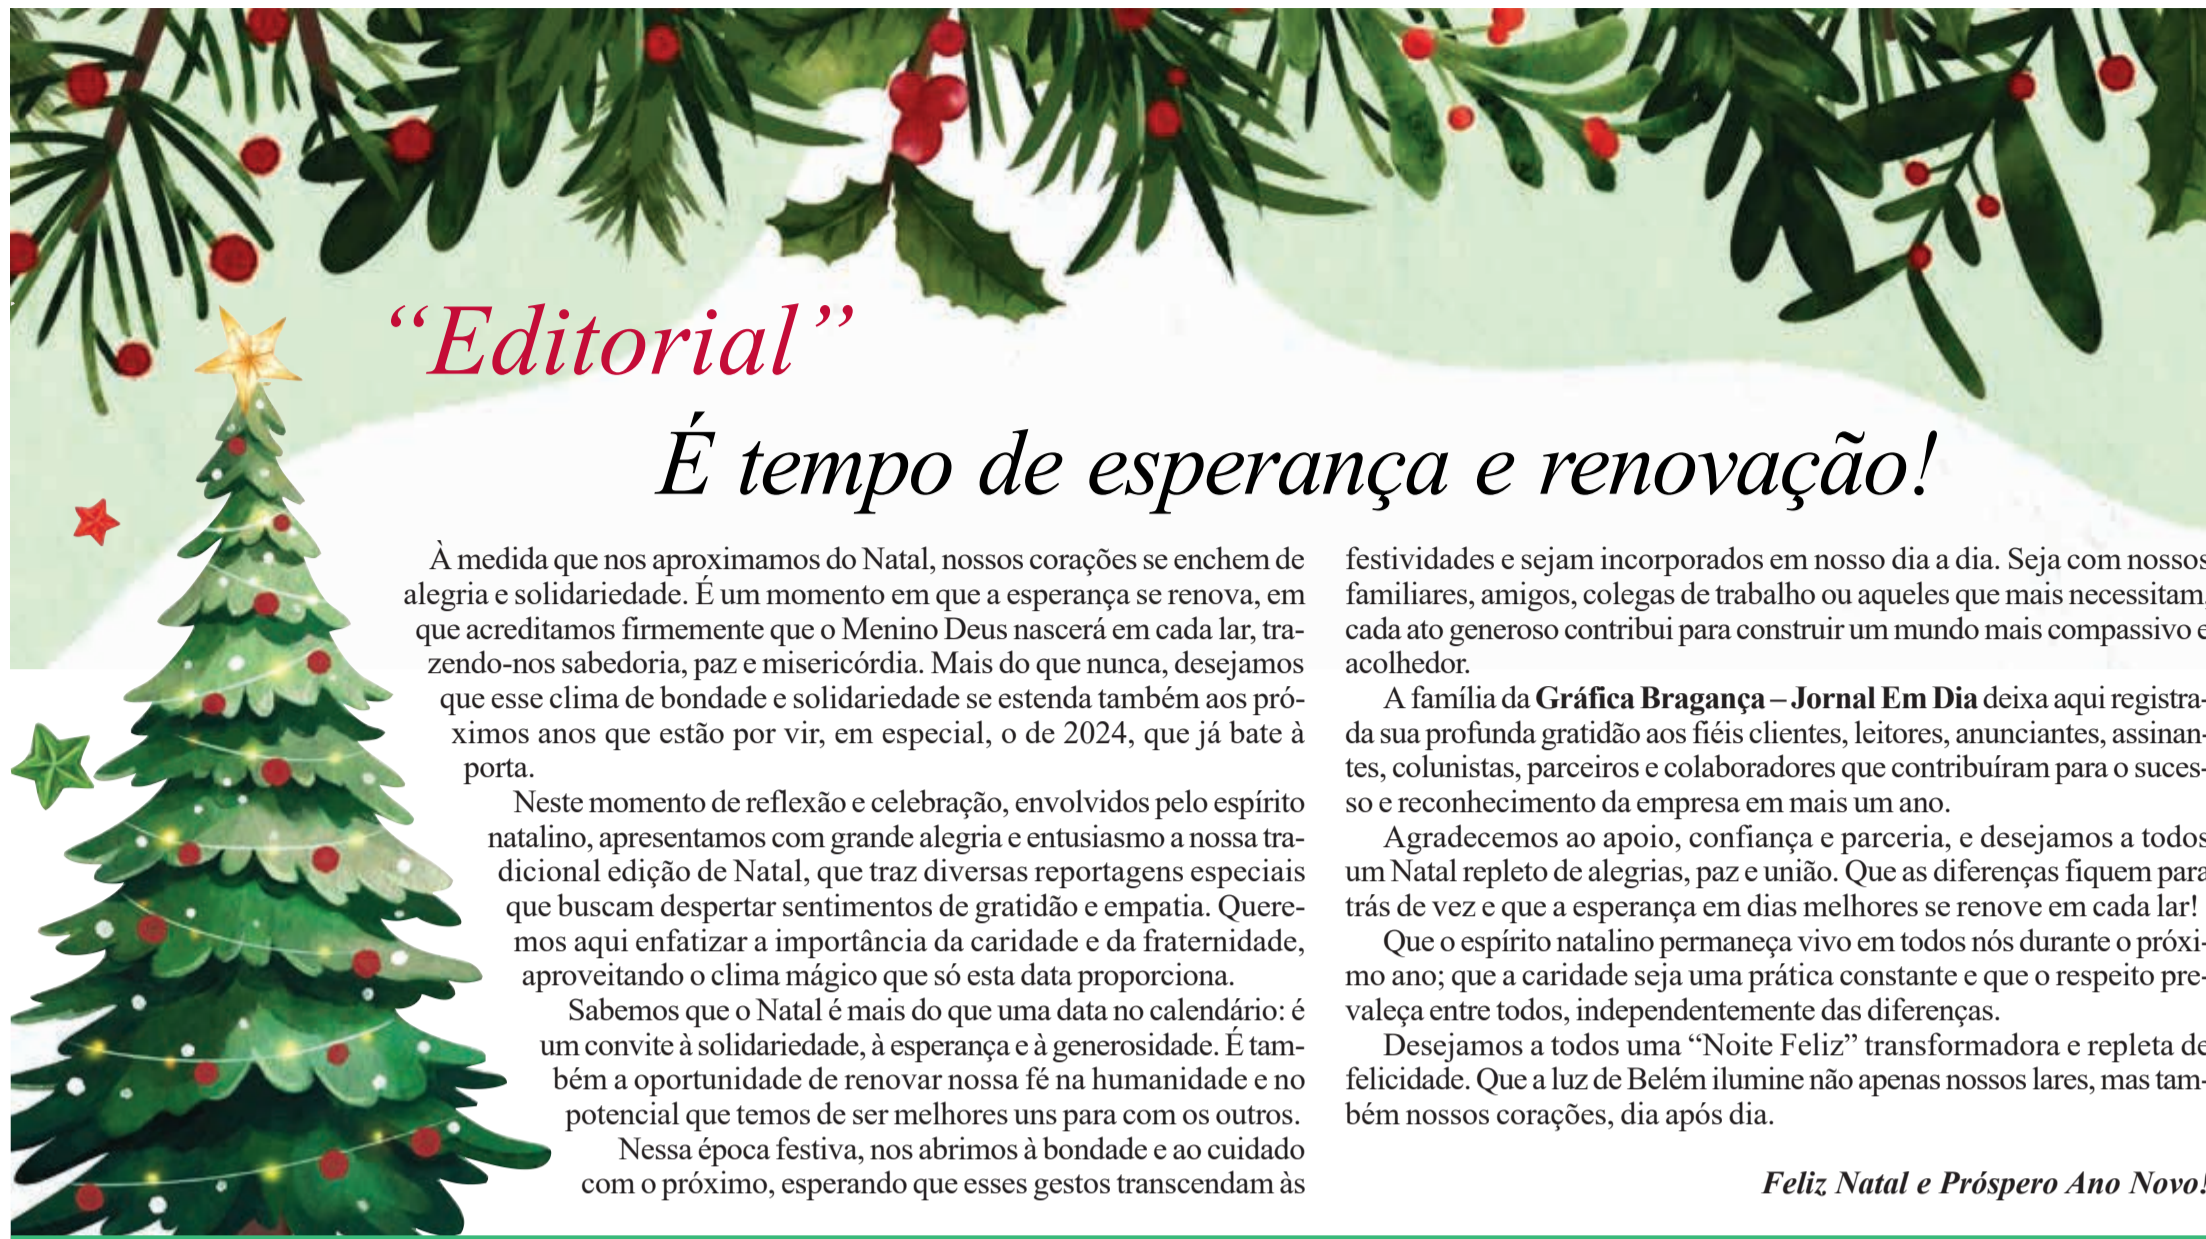 “Editorial”
É tempo de esperança e renovação!
À medida que nos aproximamos do Natal, nossos corações se enchem de
alegria e solidariedade. É um momento em que a esperança se renova, em
que acreditamos firmemente que o Menino Deus nascerá em cada lar, tra-
zendo-nos sabedoria, paz e misericórdia. Mais do que nunca, desejamos
que esse clima de bondade e solidariedade se estenda também aos pró-
ximos anos que estão por vir, em especial, o de 2024, que já bate à
porta.
Neste momento de reflexão e celebração, envolvidos pelo espírito
natalino, apresentamos com grande alegria e entusiasmo a nossa tra-
dicional edição de Natal, que traz diversas reportagens especiais
que buscam despertar sentimentos de gratidão e empatia. Quere-
mos aqui enfatizar a importância da caridade e da fraternidade,
aproveitando o clima mágico que só esta data proporciona.
Sabemos que o Natal é mais do que uma data no calendário: é
um convite à solidariedade, à esperança e à generosidade. É tam-
bém a oportunidade de renovar nossa fé na humanidade e no
potencial que temos de ser melhores uns para com os outros.
Nessa época festiva, nos abrimos à bondade e ao cuidado
com o próximo, esperando que esses gestos transcendam às
festividades e sejam incorporados em nosso dia a dia. Seja com nossos
familiares, amigos, colegas de trabalho ou aqueles que mais necessitam,
cada ato generoso contribui para construir um mundo mais compassivo e
acolhedor.
A família da Gráfica Bragança – Jornal Em Dia deixa aqui registra-
da sua profunda gratidão aos fiéis clientes, leitores, anunciantes, assinan-
tes, colunistas, parceiros e colaboradores que contribuíram para o suces-
so e reconhecimento da empresa em mais um ano.
Agradecemos ao apoio, confiança e parceria, e desejamos a todos
um Natal repleto de alegrias, paz e união. Que as diferenças fiquem para
trás de vez e que a esperança em dias melhores se renove em cada lar!
Que o espírito natalino permaneça vivo em todos nós durante o próxi-
mo ano; que a caridade seja uma prática constante e que o respeito pre-
valeça entre todos, independentemente das diferenças.
Desejamos a todos uma “Noite Feliz” transformadora e repleta de
felicidade. Que a luz de Belém ilumine não apenas nossos lares, mas tam-
bém nossos corações, dia após dia.
Feliz Natal e Próspero Ano Novo!